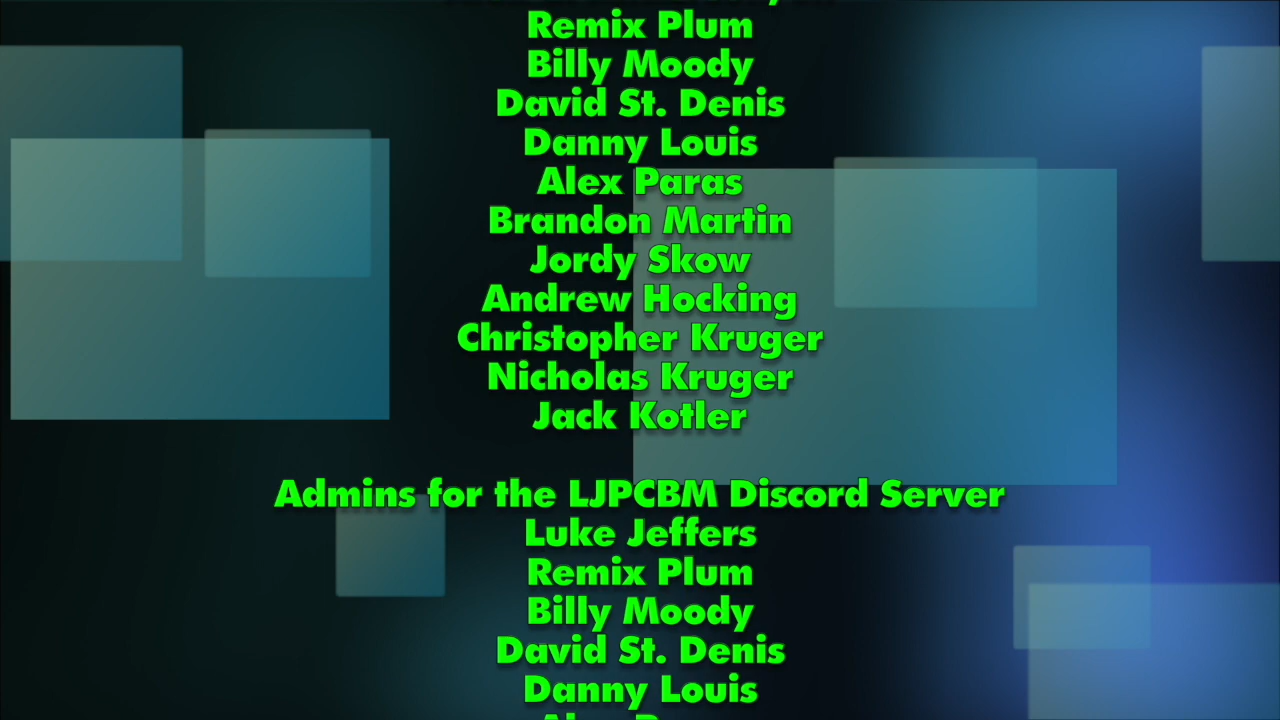 Remix Plum
Billy Moody
David St. Denis
Danny Louis
Alex Paras
Brandon Martin
Jordy Skow
Andrew Hocking
Christopher Kruger
Nicholas Kruger
Jack Kotler
Admins for the LJPCBM Discord Server
Luke Jeffers
Remix Plum
Billy Moody
David St. Denis
Danny Louis